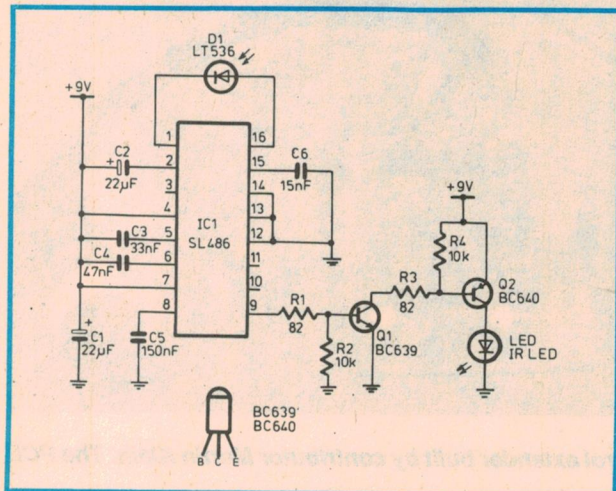 D1
LT536
+9V
1
16
C2
+
22µF
2
15
C6
15nF
3
14
4
13
IC1
SL486
C3
33nF
5
12
C4
47nF
6
11
7
10
8
9
+
C1
22µF
C5
150nF
R1
82
R2
10k
Q1
BC639
R3
82
+9V
R4
10k
Q2
BC640
LED
IR LED
BC639
BC640
B C E